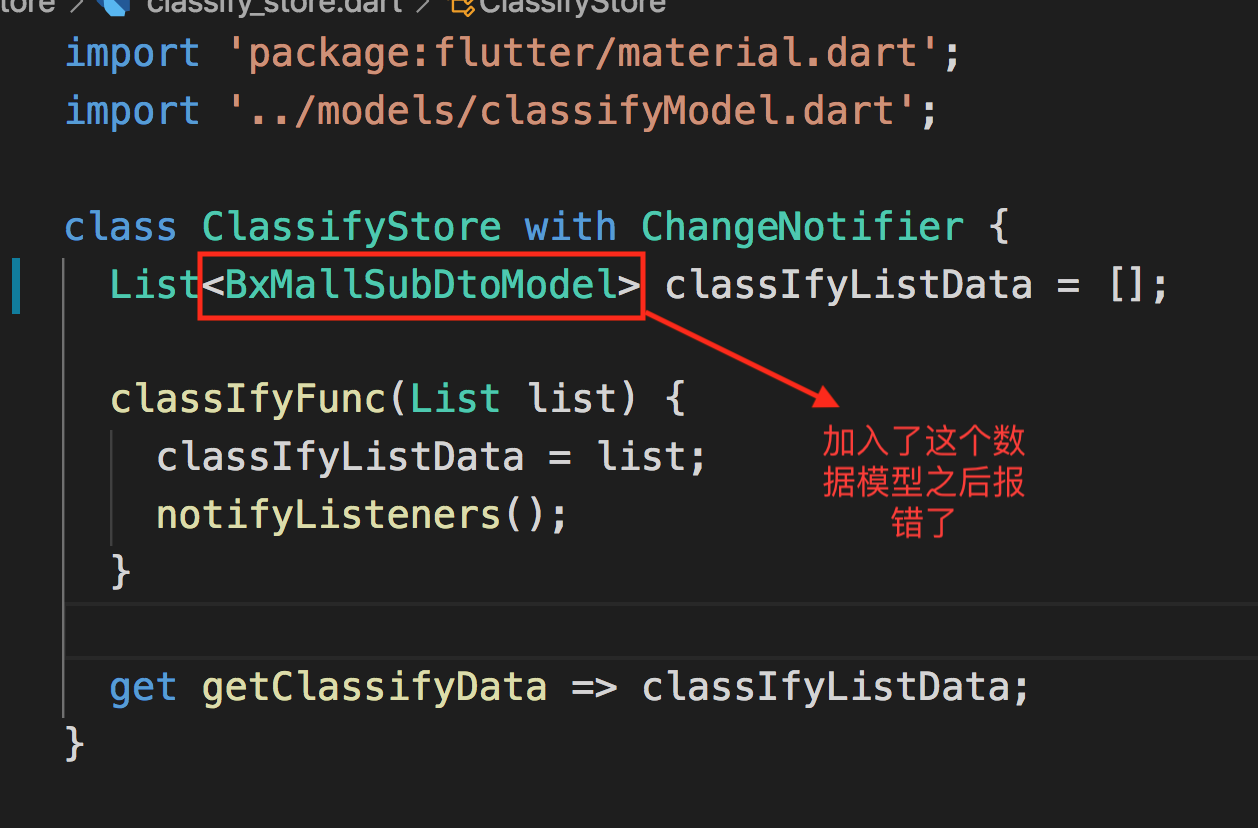 tore > classify_store.dart > ClassifyStore
import 'package:flutter/material.dart';
import '../models/classifyModel.dart';
class ClassifyStore with ChangeNotifier {
List<BxMallSubDtoModel> classIfyListData = [];
classIfyFunc(List list) {
classIfyListData = list;
notifyListeners();
}
加入了这个数
据模型之后报
错了
get getClassifyData => classIfyListData;
}